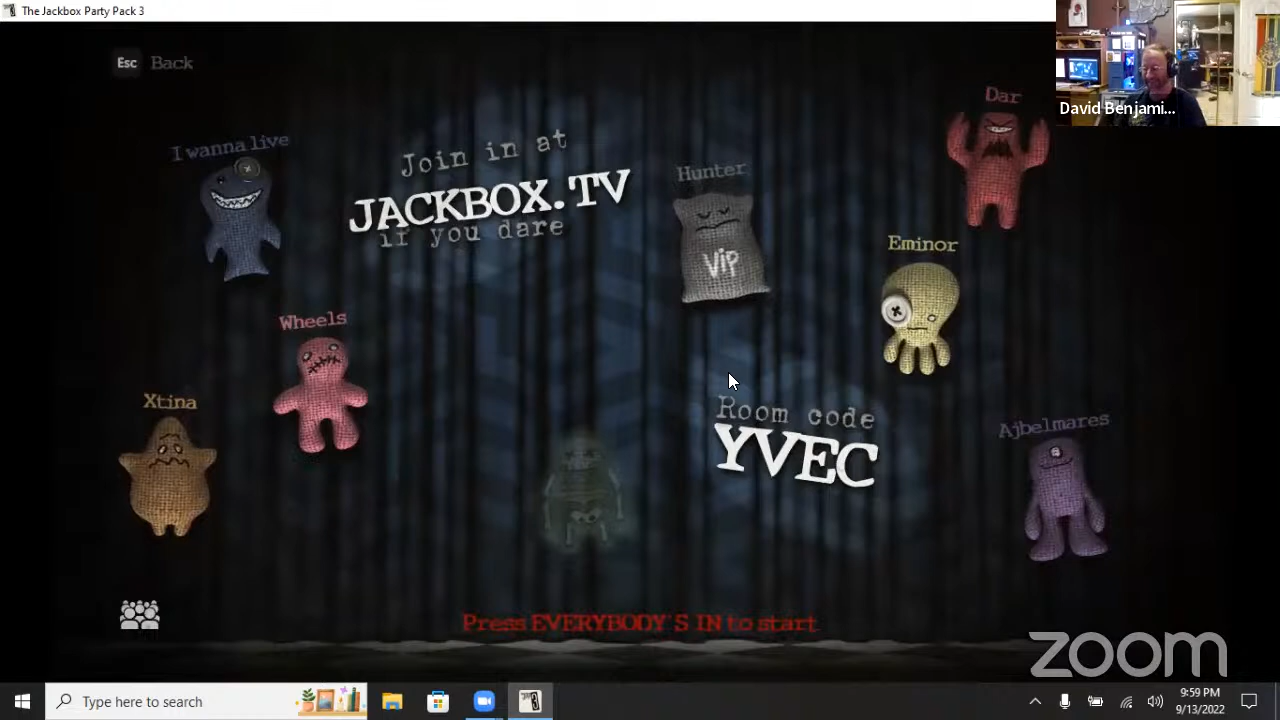 The Jackbox Party Pack 3
Esc Back
David Benjami...
Dar
I wanna live
Join in at
JACKBOX.TV
if you dare
Hunter
VIP
Eminor
Wheels
Xtina
Room code
YVEC
Ajbelmares
Press EVERYBODY'S IN to start
zoom
Type here to search
9:59 PM
9/13/2022